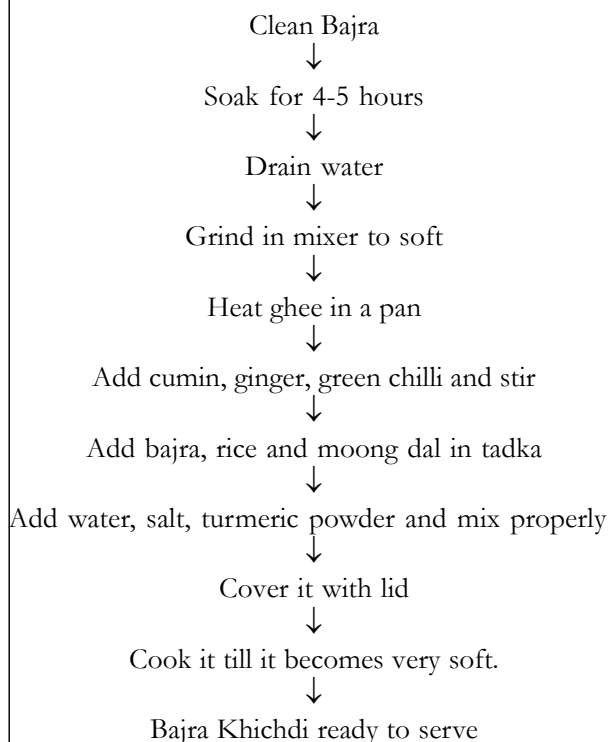 Clean Bajra
↓
Soak for 4-5 hours
↓
Drain water
↓
Grind in mixer to soft
↓
Heat ghee in a pan
↓
Add cumin, ginger, green chilli and stir
↓
Add bajra, rice and moong dal in tadka
↓
Add water, salt, turmeric powder and mix properly
↓
Cover it with lid
↓
Cook it till it becomes very soft.
↓
Bajra Khichdi ready to serve